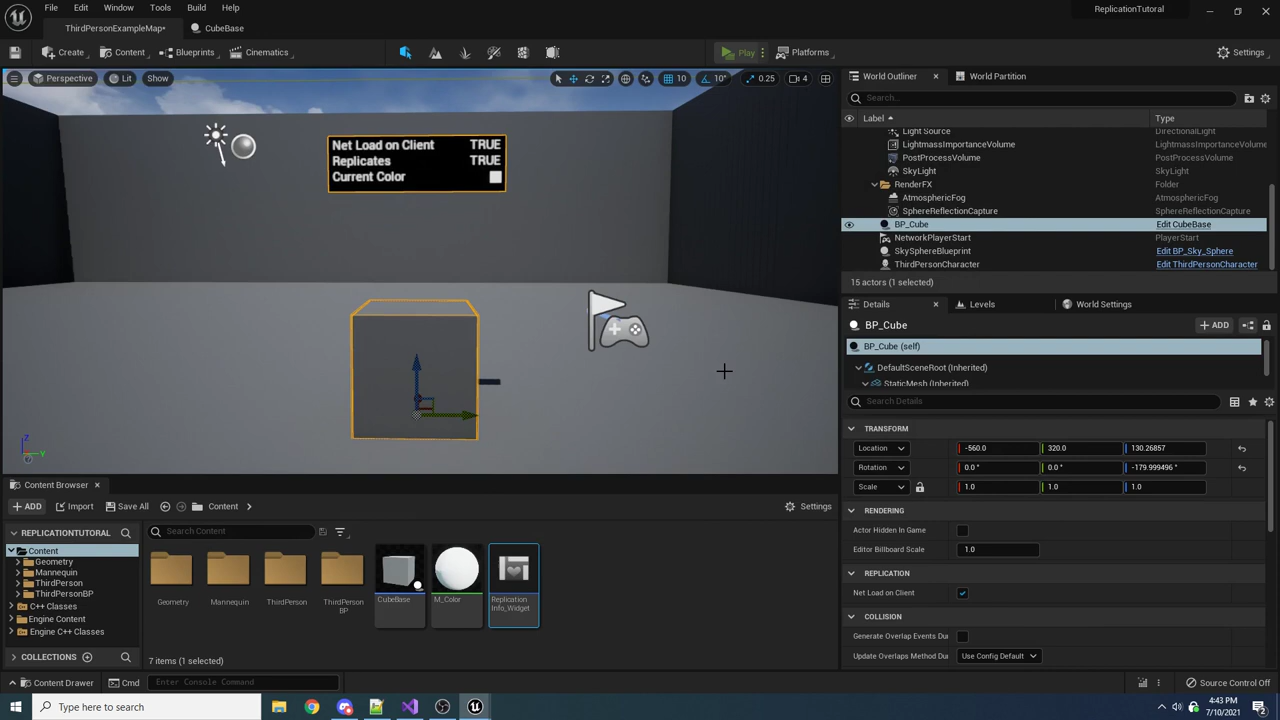 File Edit Window Tools Build Help
ReplicationTutoral
ThirdPersonExampleMap•
CubeBase
Create Content Blueprints Cinematics Play Platforms Settings
Perspective Lit Show
10 10° 0.25 4
Net Load on Client TRUE
Replicates TRUE
Current Color
Z
Y
World Outliner World Partition
Search...
Label Type
Light Source DirectionalLight
LightmassImportanceVolume LightmassImportance
PostProcessVolume PostProcessVolume
SkyLight SkyLight
RenderFX Folder
AtmosphericFog AtmosphericFog
SphereReflectionCapture SphereReflectionCapture
BP_Cube Edit CubeBase
NetworkPlayerStart PlayerStart
SkySphereBlueprint Edit BP_Sky_Sphere
ThirdPersonCharacter Edit ThirdPersonCharacter
15 actors (1 selected)
Details Levels World Settings
BP_Cube ADD
BP_Cube (self)
DefaultSceneRoot (Inherited)
StaticMesh (Inherited)
Search Details
TRANSFORM
Location -560.0 320.0 130.26857
Rotation 0.0 ° 0.0 ° -179.999496 °
Scale 1.0 1.0 1.0
RENDERING
Actor Hidden In Game
Editor Billboard Scale 1.0
REPLICATION
Net Load on Client
COLLISION
Generate Overlap Events Du
Update Overlaps Method Du Use Config Default
Content Browser
ADD Import Save All Content Settings
REPLICATIONTUTORAL
Search Content
Content
Geometry
Mannequin
ThirdPerson
ThirdPersonBP
C++ Classes
Engine Content
Engine C++ Classes
COLLECTIONS
Geometry Mannequin ThirdPerson ThirdPerson BP CubeBase M_Color Replication Info_Widget
7 items (1 selected)
Content Drawer Cmd Enter Console Command Source Control Off
Type here to search
4:43 PM
7/10/2021
2